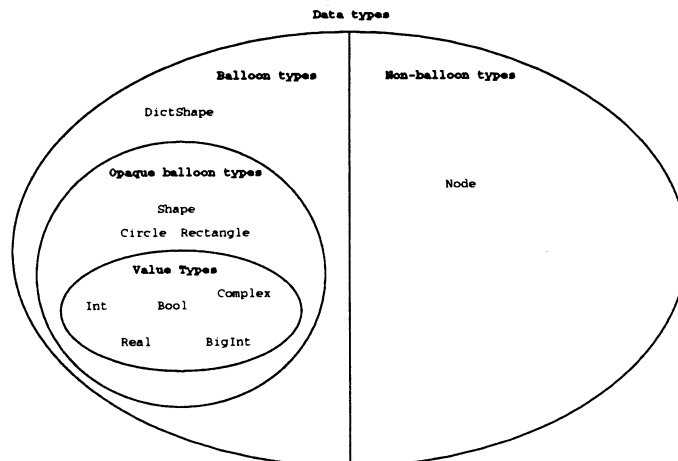 Data types
Balloon types
Non-balloon types
DictShape
Opaque balloon types
Node
Shape
Circle Rectangle
Value Types
Int Bool Complex
Real BigInt